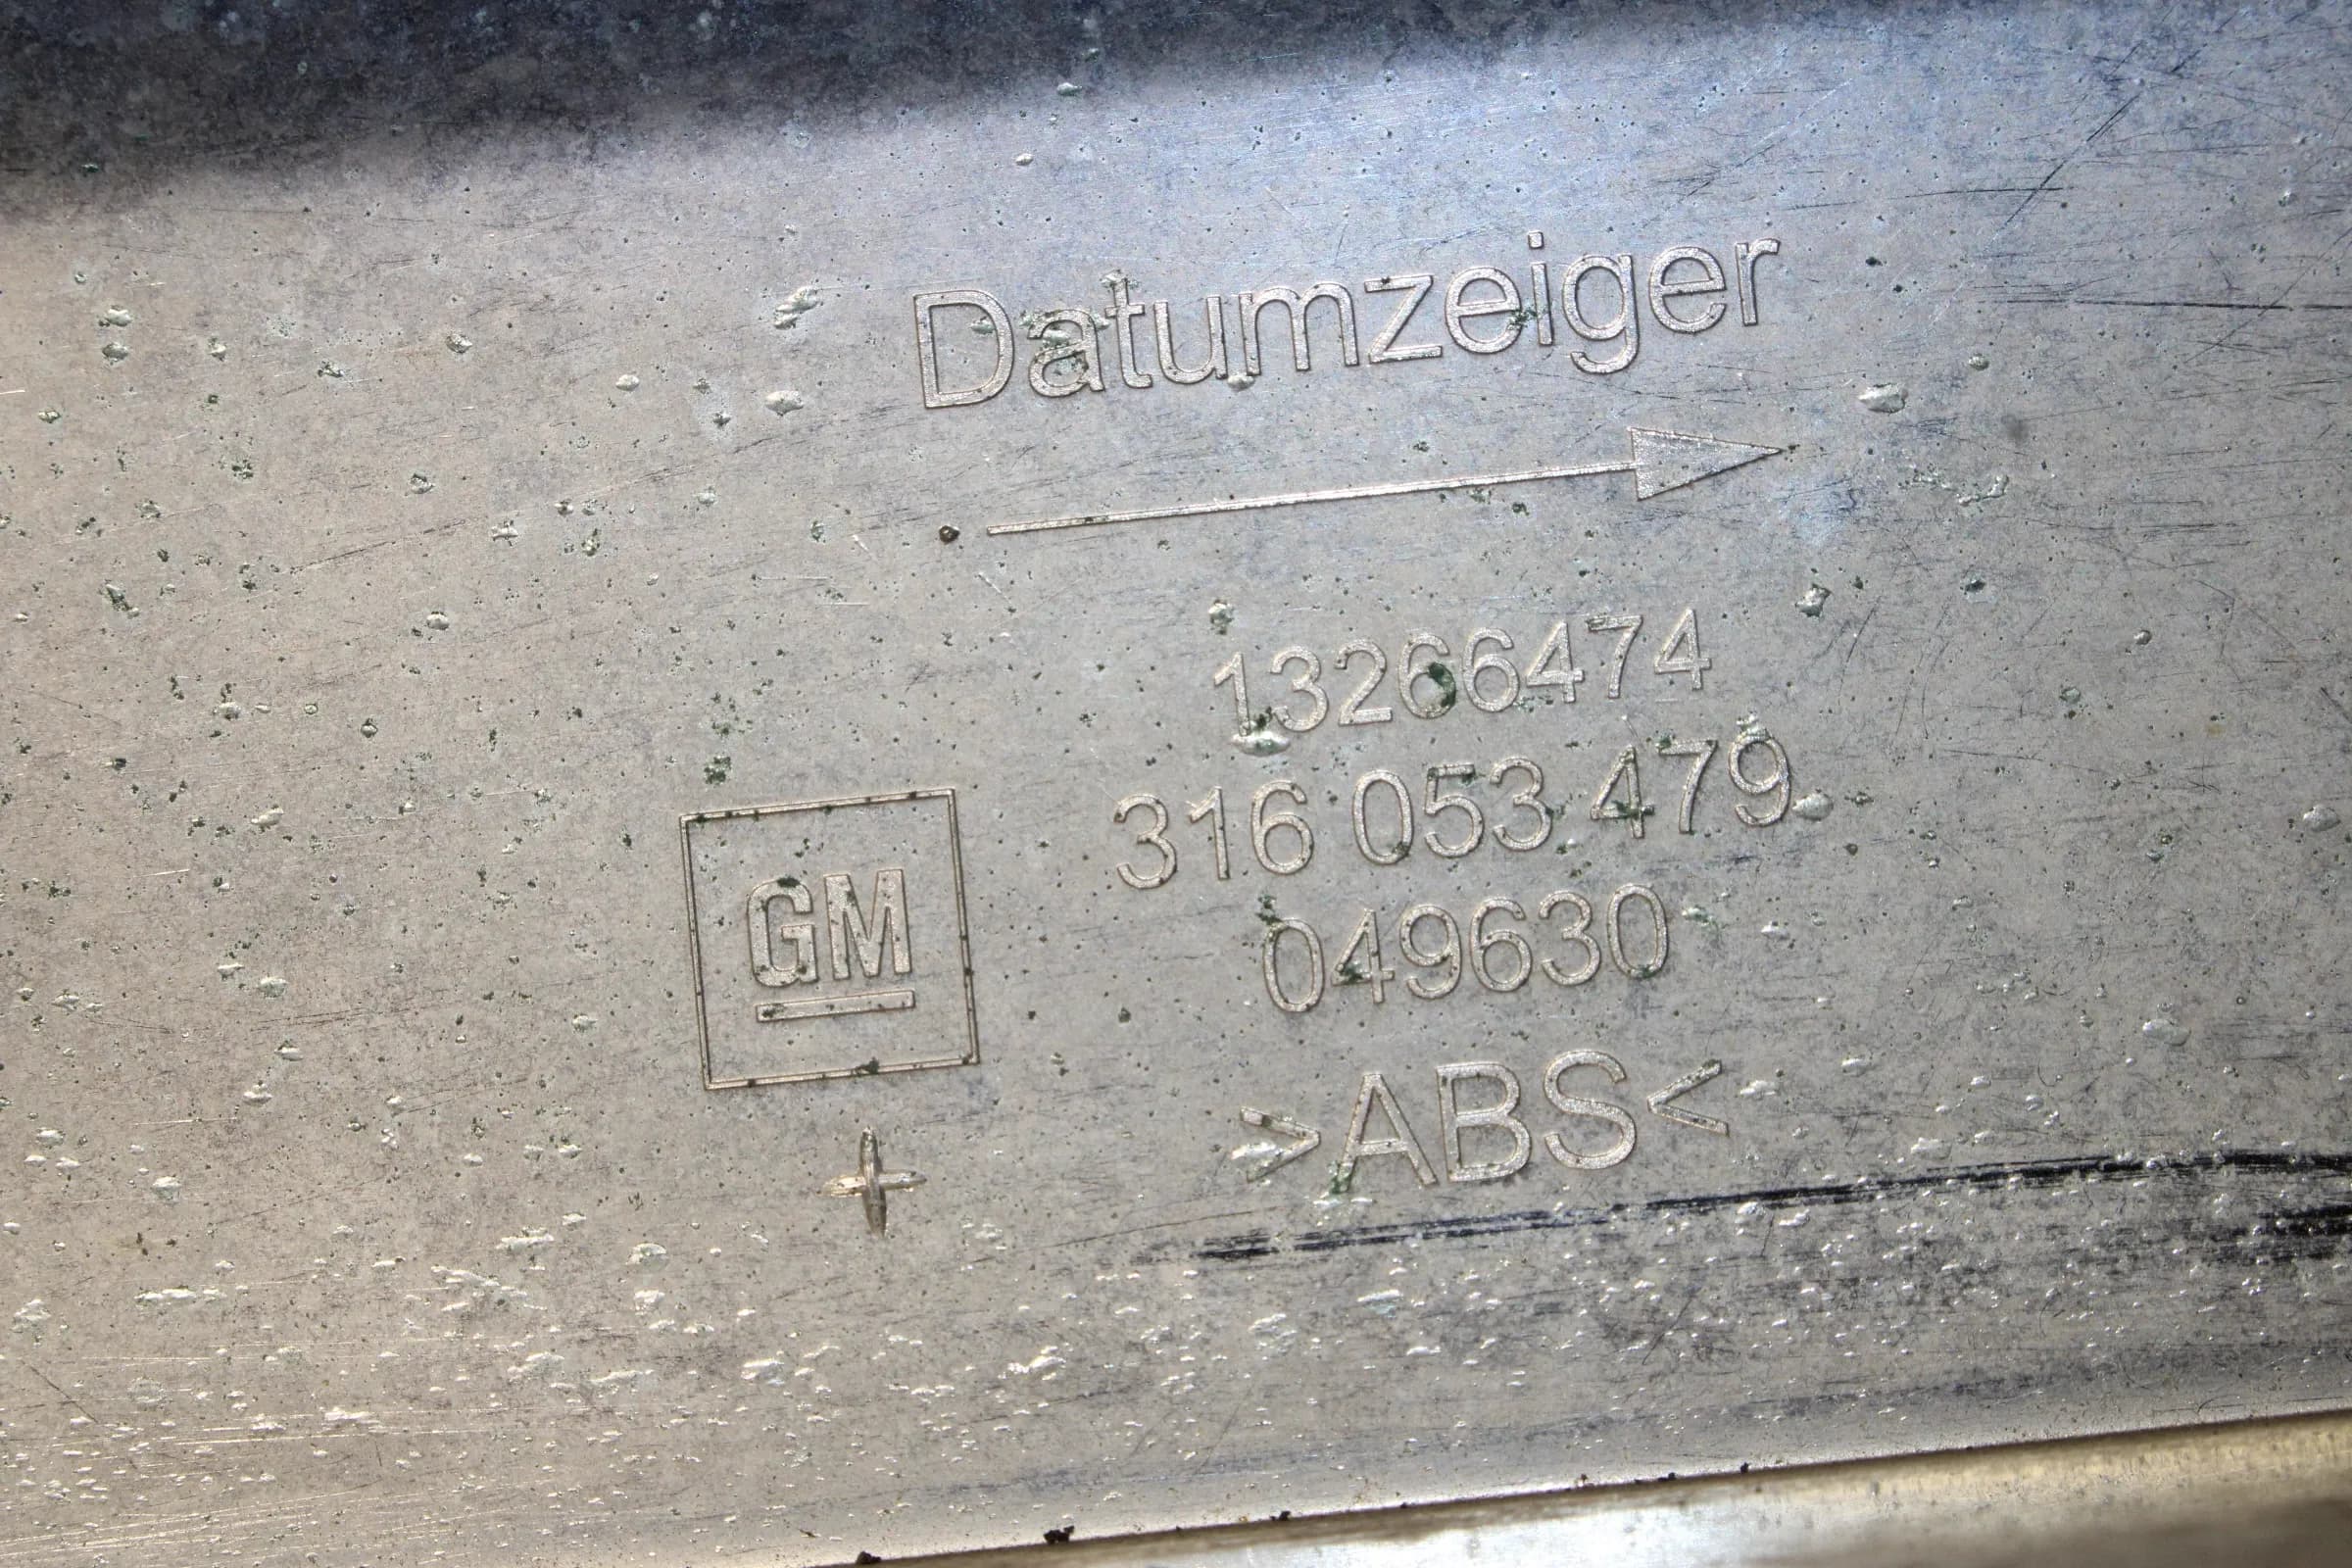 Datumzeiger
13266474
316 053 479
049630
GM
>ABS<